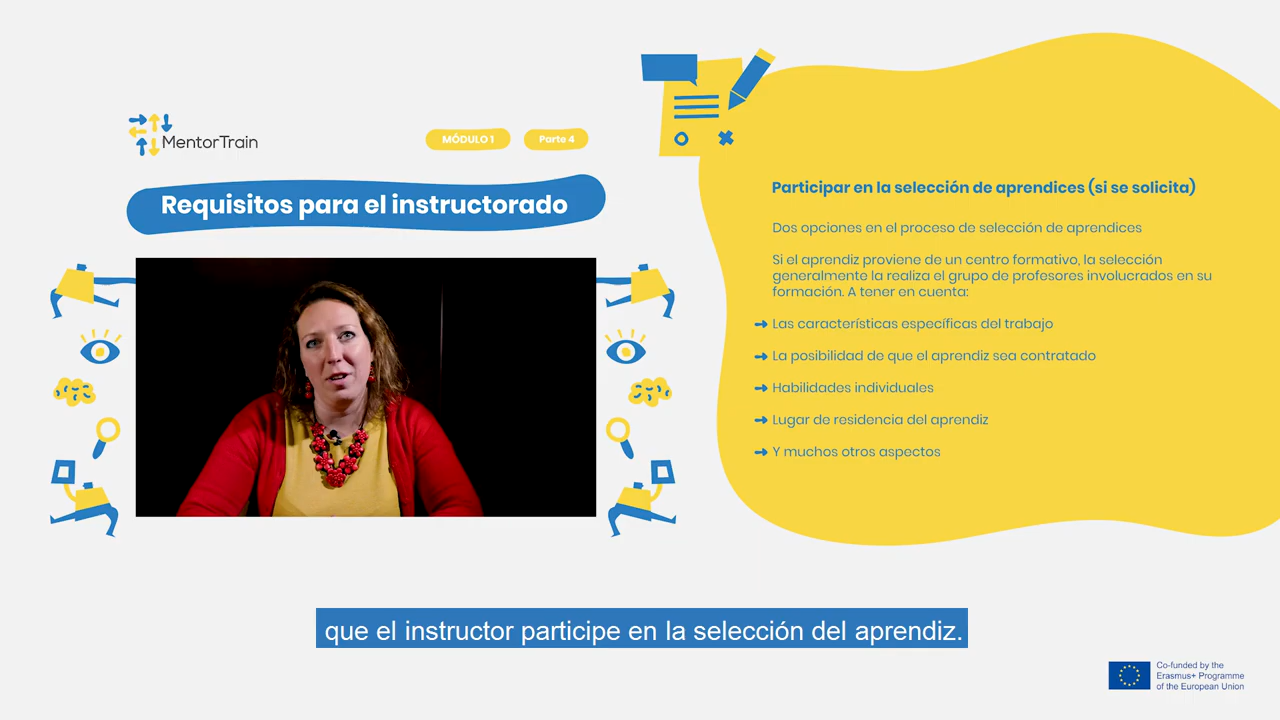 MentorTrain
MÓDULO 1
Parte 4
Requisitos para el instructorado
Participar en la selección de aprendices (si se solicita)
Dos opciones en el proceso de selección de aprendices
Si el aprendiz proviene de un centro formativo, la selección
generalmente la realiza el grupo de profesores involucrados en su
formación. A tener en cuenta:
Las características específicas del trabajo
La posibilidad de que el aprendiz sea contratado
Habilidades individuales
Lugar de residencia del aprendiz
Y muchos otros aspectos
que el instructor participe en la selección del aprendiz.
Co-funded by the
Erasmus+ Programme
of the European Union